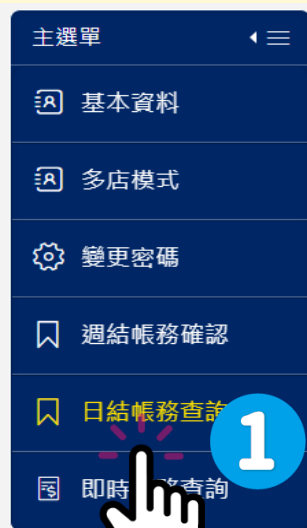 主選單
基本資料
多店模式
變更密碼
週結帳務確認
日結帳務查詢
即時 務查詢
1